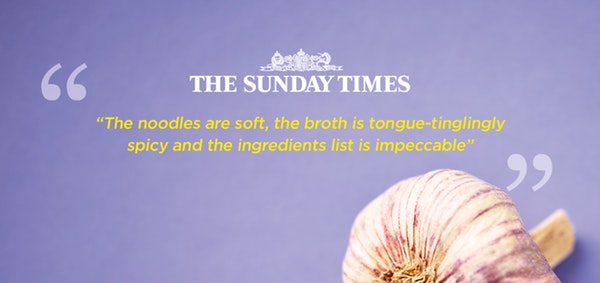 THE SUNDAY TIMES
“The noodles are soft, the broth is tongue-tinglingly
spicy and the ingredients list is impeccable”